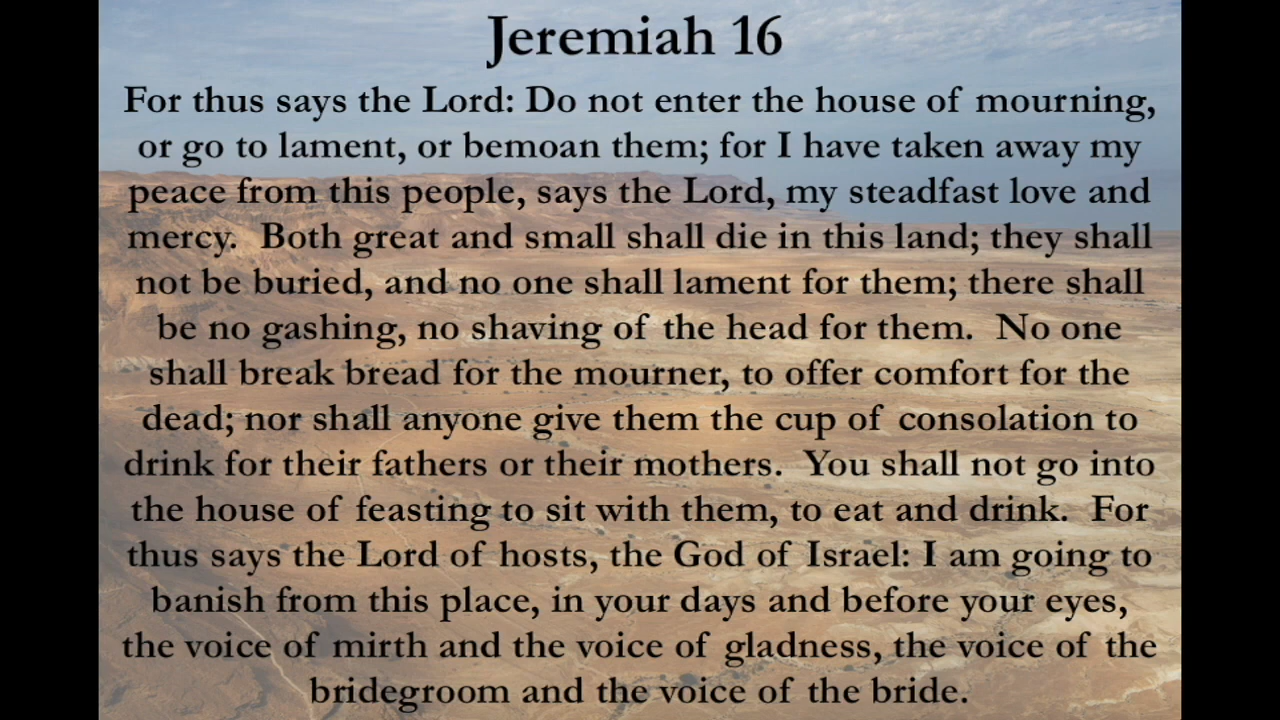 Jeremiah 16
For thus says the Lord: Do not enter the house of mourning,
or go to lament, or bemoan them; for I have taken away my
peace from this people, says the Lord, my steadfast love and
mercy.  Both great and small shall die in this land; they shall
not be buried, and no one shall lament for them; there shall
be no gashing, no shaving of the head for them.  No one
shall break bread for the mourner, to offer comfort for the
dead; nor shall anyone give them the cup of consolation to
drink for their fathers or their mothers.  You shall not go into
the house of feasting to sit with them, to eat and drink.  For
thus says the Lord of hosts, the God of Israel: I am going to
banish from this place, in your days and before your eyes,
the voice of mirth and the voice of gladness, the voice of the
bridegroom and the voice of the bride.